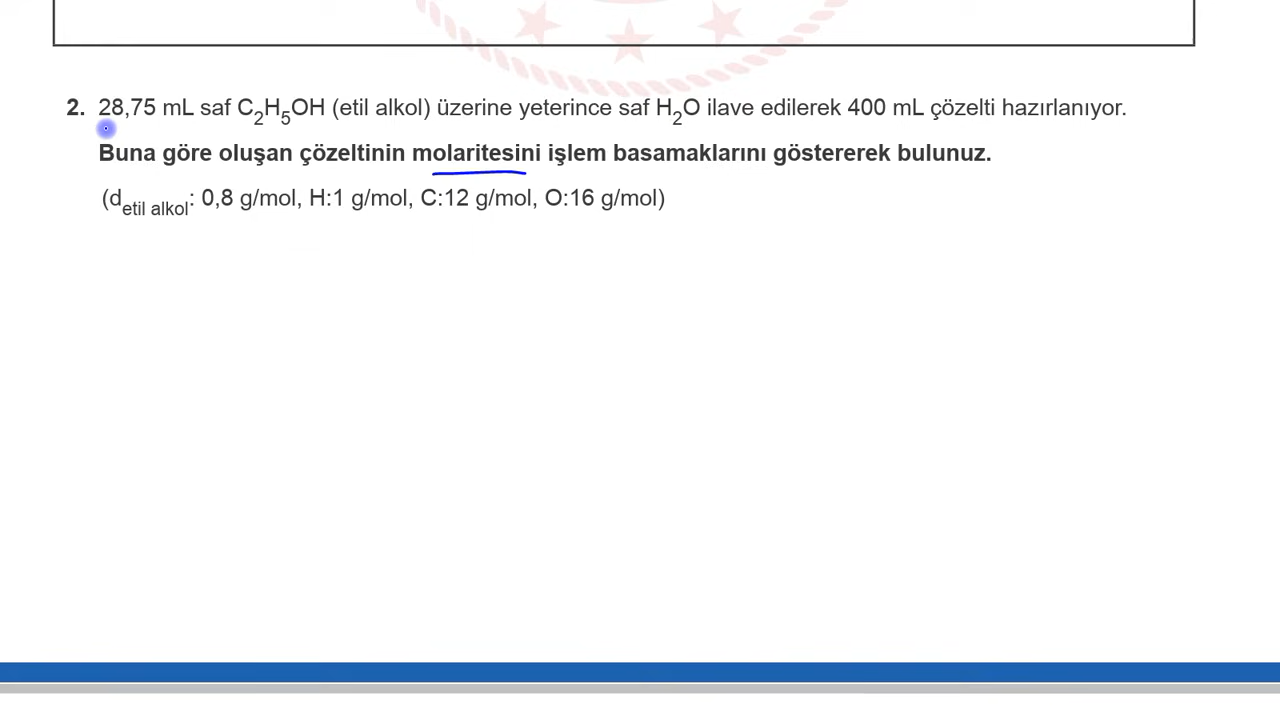 2. 28,75 mL saf C₂H₅OH (etil alkol) üzerine yeterince saf H₂O ilave edilerek 400 mL çözelti hazırlanıyor.
Buna göre oluşan çözeltinin molaritesini işlem basamaklarını göstererek bulunuz.
(d etil alkol: 0,8 g/mol, H:1 g/mol, C:12 g/mol, O:16 g/mol)